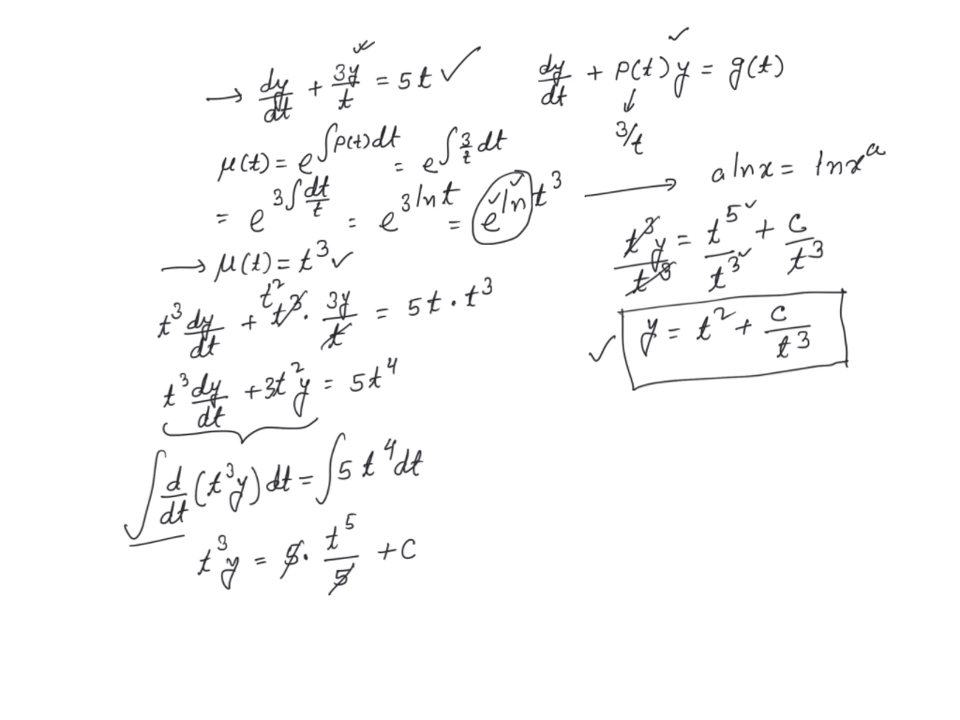 → dy/dt + 3y/t = 5t ✓
μ(t) = e^∫P(t)dt = e^∫3/t dt
= e^3∫dt/t = e^3lnt = e^ln t^3
→ μ(t) = t^3 ✓
t^3 dy/dt + t^3 t^2 · 3y/t = 5t · t^3
t^3 dy/dt + 3t^2 y = 5t^4
∫ d/dt (t^3 y) dt = ∫ 5t^4 dt
t^3 y = 5 · t^5/5 + C
dy/dt + P(t) y = g(t)
↓
3/t
→ a ln x = ln x^a
t^3 y/t^3 = t^5/t^3 + C/t^3
✓ y = t^2 + C/t^3